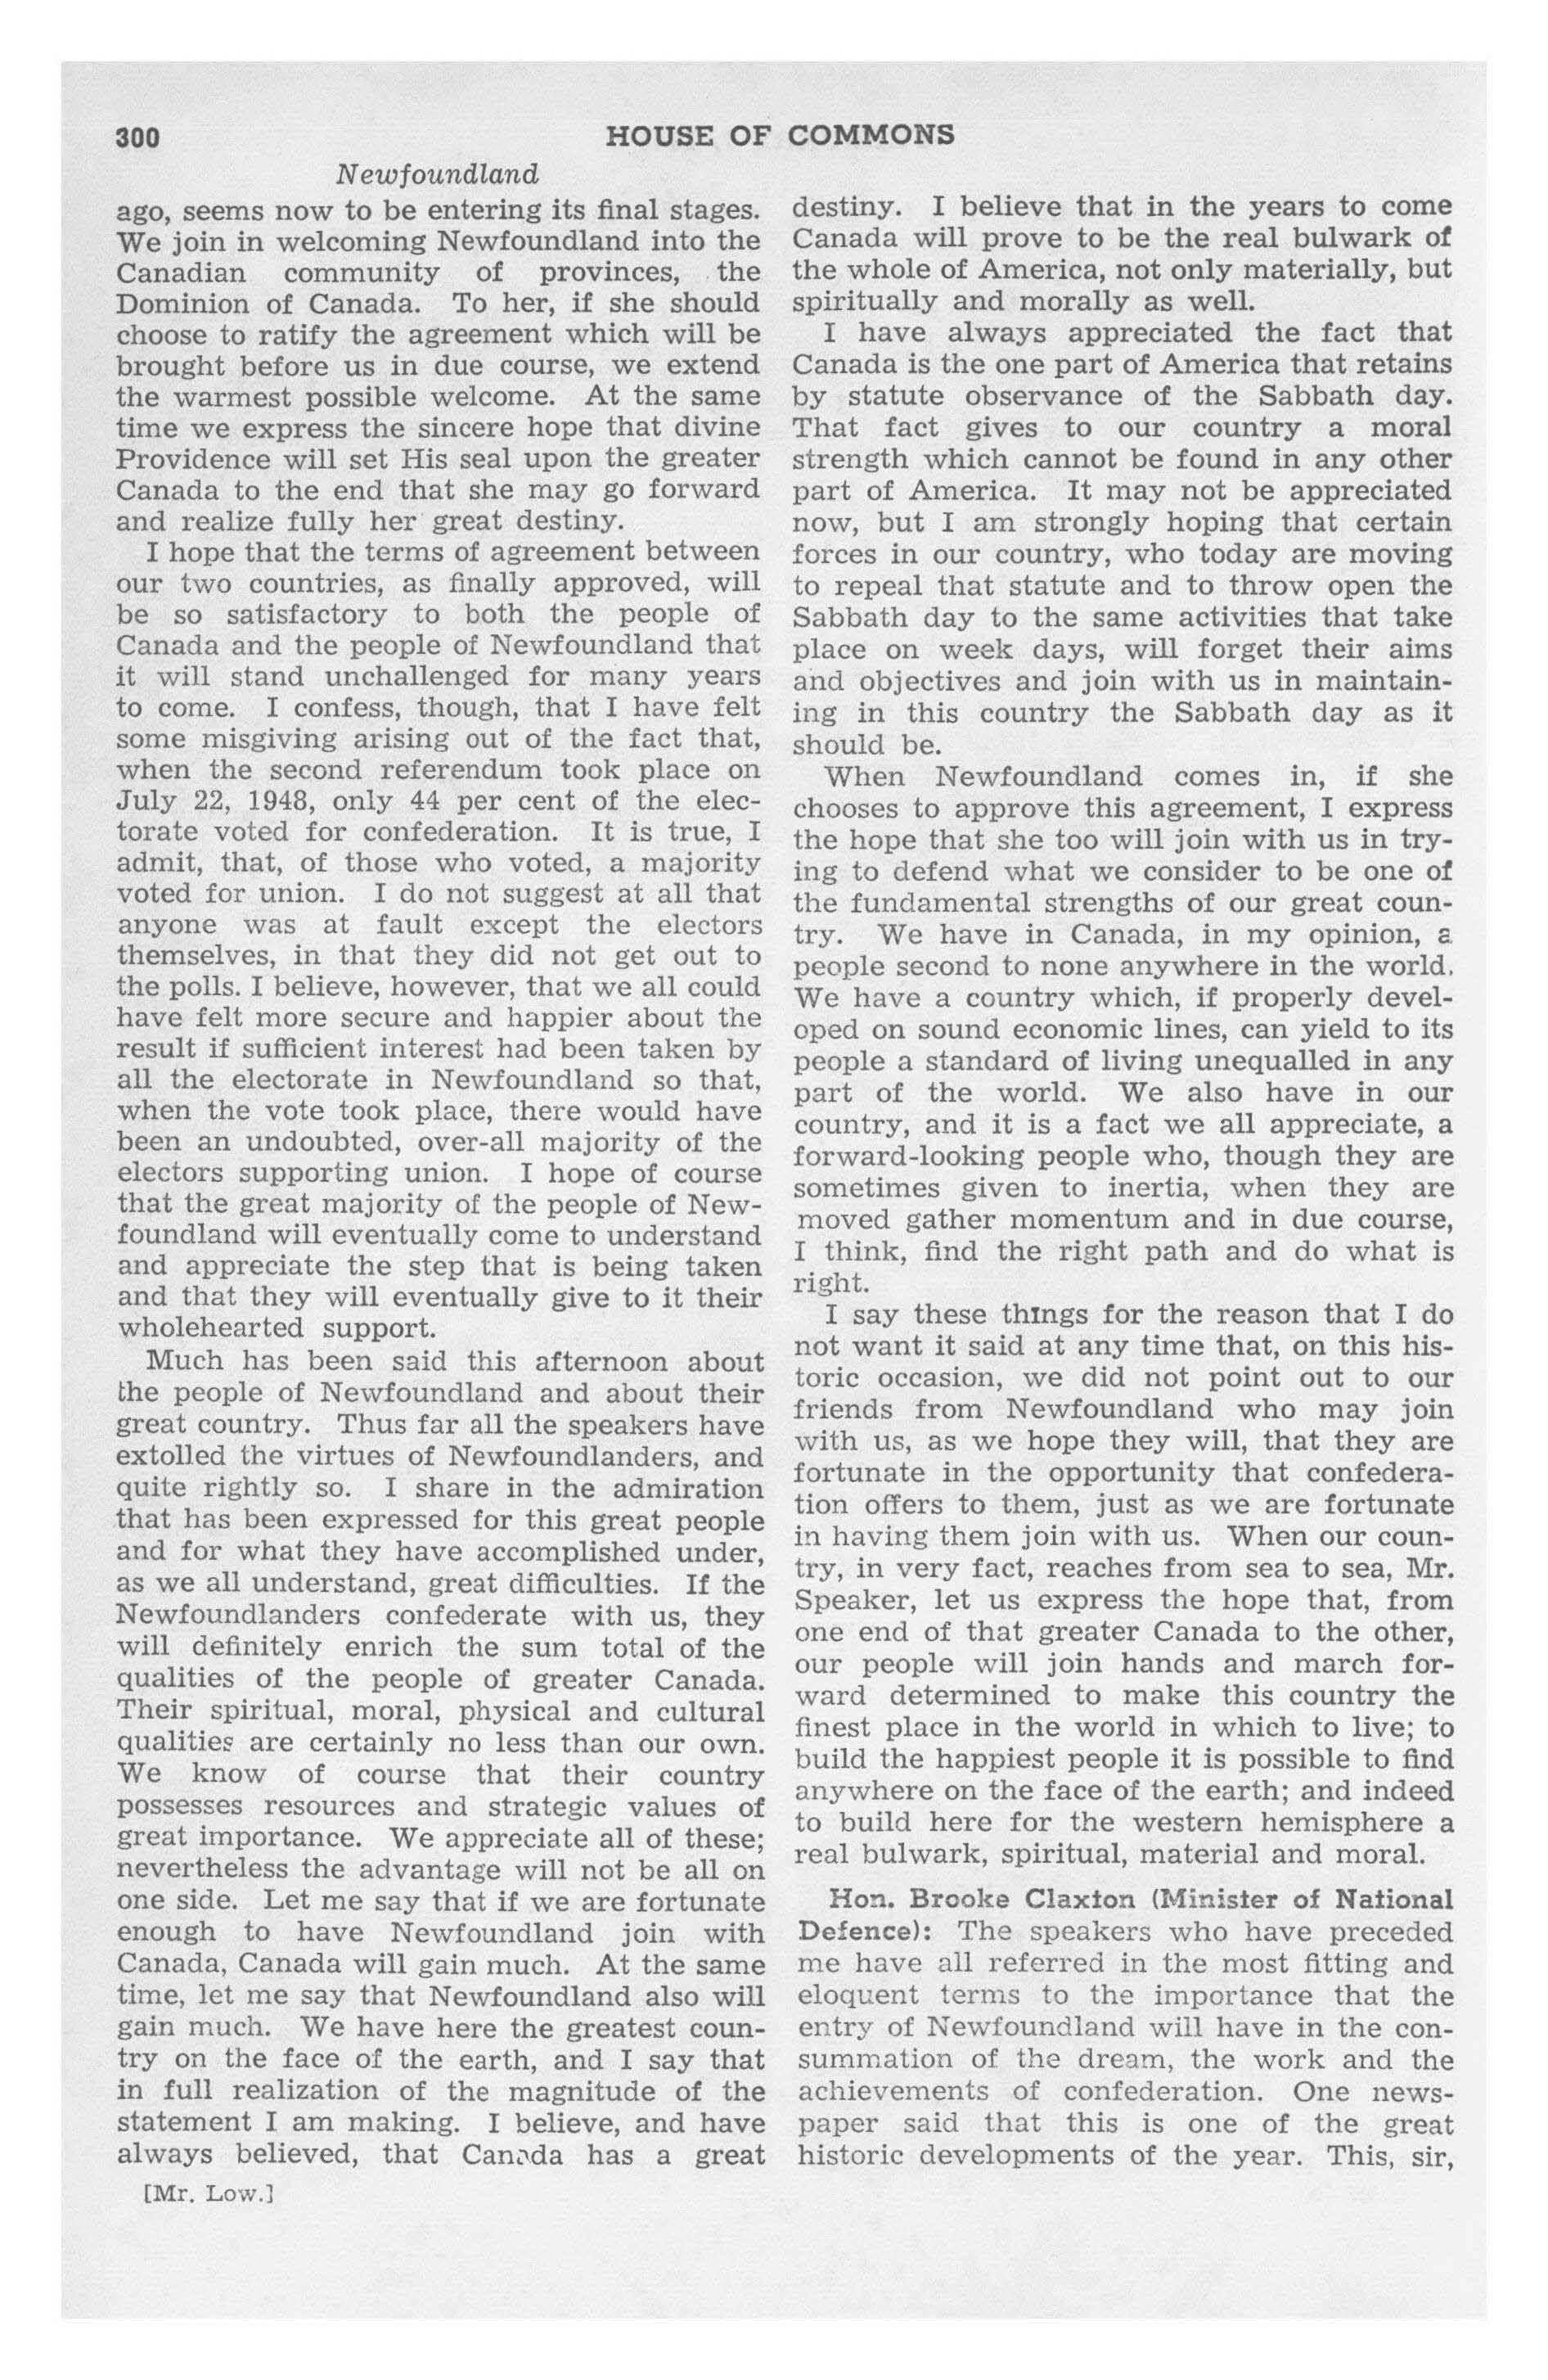 300
HOUSE OF COMMONS
Newfoundland
ago, seems now to be entering its final stages.
We join in welcoming Newfoundland into the
Canadian community of provinces, the
Dominion of Canada. To her, if she should
choose to ratify the agreement which will be
brought before us in due course, we extend
the warmest possible welcome. At the same
time we express the sincere hope that divine
Providence will set His seal upon the greater
Canada to the end that she may go forward
and realize fully her great destiny.
I hope that the terms of agreement between
our two countries, as finally approved, will
be so satisfactory to both the people of
Canada and the people of Newfoundland that
it will stand unchallenged for many years
to come. I confess, though, that I have felt
some misgiving arising out of the fact that,
when the second referendum took place on
July 22, 1948, only 44 per cent of the elec-
torate voted for confederation. It is true, I
admit, that, of those who voted, a majority
voted for union. I do not suggest at all that
anyone was at fault except the electors
themselves, in that they did not get out to
the polls. I believe, however, that we all could
have felt more secure and happier about the
result if sufficient interest had been taken by
all the electorate in Newfoundland so that,
when the vote took place, there would have
been an undoubted, over-all majority of the
electors supporting union. I hope of course
that the great majority of the people of New-
foundland will eventually come to understand
and appreciate the step that is being taken
and that they will eventually give to it their
wholehearted support.
Much has been said this afternoon about
the people of Newfoundland and about their
great country. Thus far all the speakers have
extolled the virtues of Newfoundlanders, and
quite rightly so. I share in the admiration
that has been expressed for this great people
and for what they have accomplished under,
as we all understand, great difficulties. If the
Newfoundlanders confederate with us, they
will definitely enrich the sum total of the
qualities of the people of greater Canada.
Their spiritual, moral, physical and cultural
qualities are certainly no less than our own.
We know of course that their country
possesses resources and strategic values of
great importance. We appreciate all of these;
nevertheless the advantage will not be all on
one side. Let me say that if we are fortunate
enough to have Newfoundland join with
Canada, Canada will gain much. At the same
time, let me say that Newfoundland also will
gain much. We have here the greatest coun-
try on the face of the earth, and I say that
in full realization of the magnitude of the
statement I am making. I believe, and have
always believed, that Canada has a great
[Mr. Low.]
destiny. I believe that in the years to come
Canada will prove to be the real bulwark of
the whole of America, not only materially, but
spiritually and morally as well.
I have always appreciated the fact that
Canada is the one part of America that retains
by statute observance of the Sabbath day.
That fact gives to our country a moral
strength which cannot be found in any other
part of America. It may not be appreciated
now, but I am strongly hoping that certain
forces in our country, who today are moving
to repeal that statute and to throw open the
Sabbath day to the same activities that take
place on week days, will forget their aims
and objectives and join with us in maintain-
ing in this country the Sabbath day as it
should be.
When Newfoundland comes in, if she
chooses to approve this agreement, I express
the hope that she too will join with us in try-
ing to defend what we consider to be one of
the fundamental strengths of our great coun-
try. We have in Canada, in my opinion, a
people second to none anywhere in the world.
We have a country which, if properly devel-
oped on sound economic lines, can yield to its
people a standard of living unequalled in any
part of the world. We also have in our
country, and it is a fact we all appreciate, a
forward-looking people who, though they are
sometimes given to inertia, when they are
moved gather momentum and in due course,
I think, find the right path and do what is
right.
I say these things for the reason that I do
not want it said at any time that, on this his-
toric occasion, we did not point out to our
friends from Newfoundland who may join
with us, as we hope they will, that they are
fortunate in the opportunity that confedera-
tion offers to them, just as we are fortunate
in having them join with us. When our coun-
try, in very fact, reaches from sea to sea, Mr.
Speaker, let us express the hope that, from
one end of that greater Canada to the other,
our people will join hands and march for-
ward determined to make this country the
finest place in the world in which to live; to
build the happiest people it is possible to find
anywhere on the face of the earth; and indeed
to build here for the western hemisphere a
real bulwark, spiritual, material and moral.
Hon. Brooke Claxton (Minister of National
Defence): The speakers who have preceded
me have all referred in the most fitting and
eloquent terms to the importance that the
entry of Newfoundland will have in the con-
summation of the dream, the work and the
achievements of confederation. One news-
paper said that this is one of the great
historic developments of the year. This, sir,